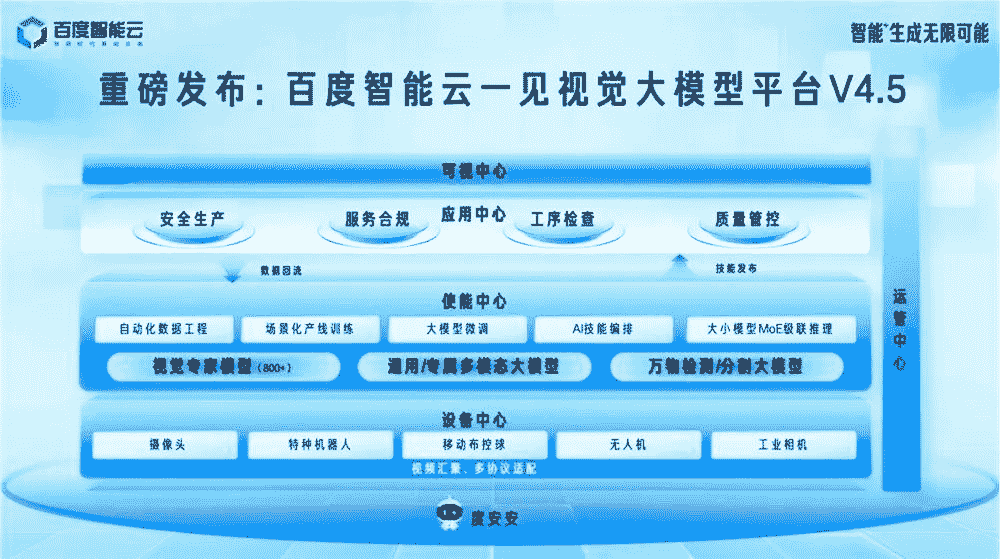 百度智能云
智能*生成无限可能
重磅发布：百度智能云一见视觉大模型平台V4.5
可视中心
应用中心
安全生产
服务合规
工序检查
质量管控
数据回流
技能发布
使能中心
自动化数据工程
场景化产线训练
大模型微调
AI技能编排
大小模型MoE级联推理
视觉专家模型（800+）
通用/专属多模态大模型
万物检测/分割大模型
设备中心
摄像头
特种机器人
移动布控球
无人机
工业相机
视频汇聚、多协议适配
运管中心
度安安